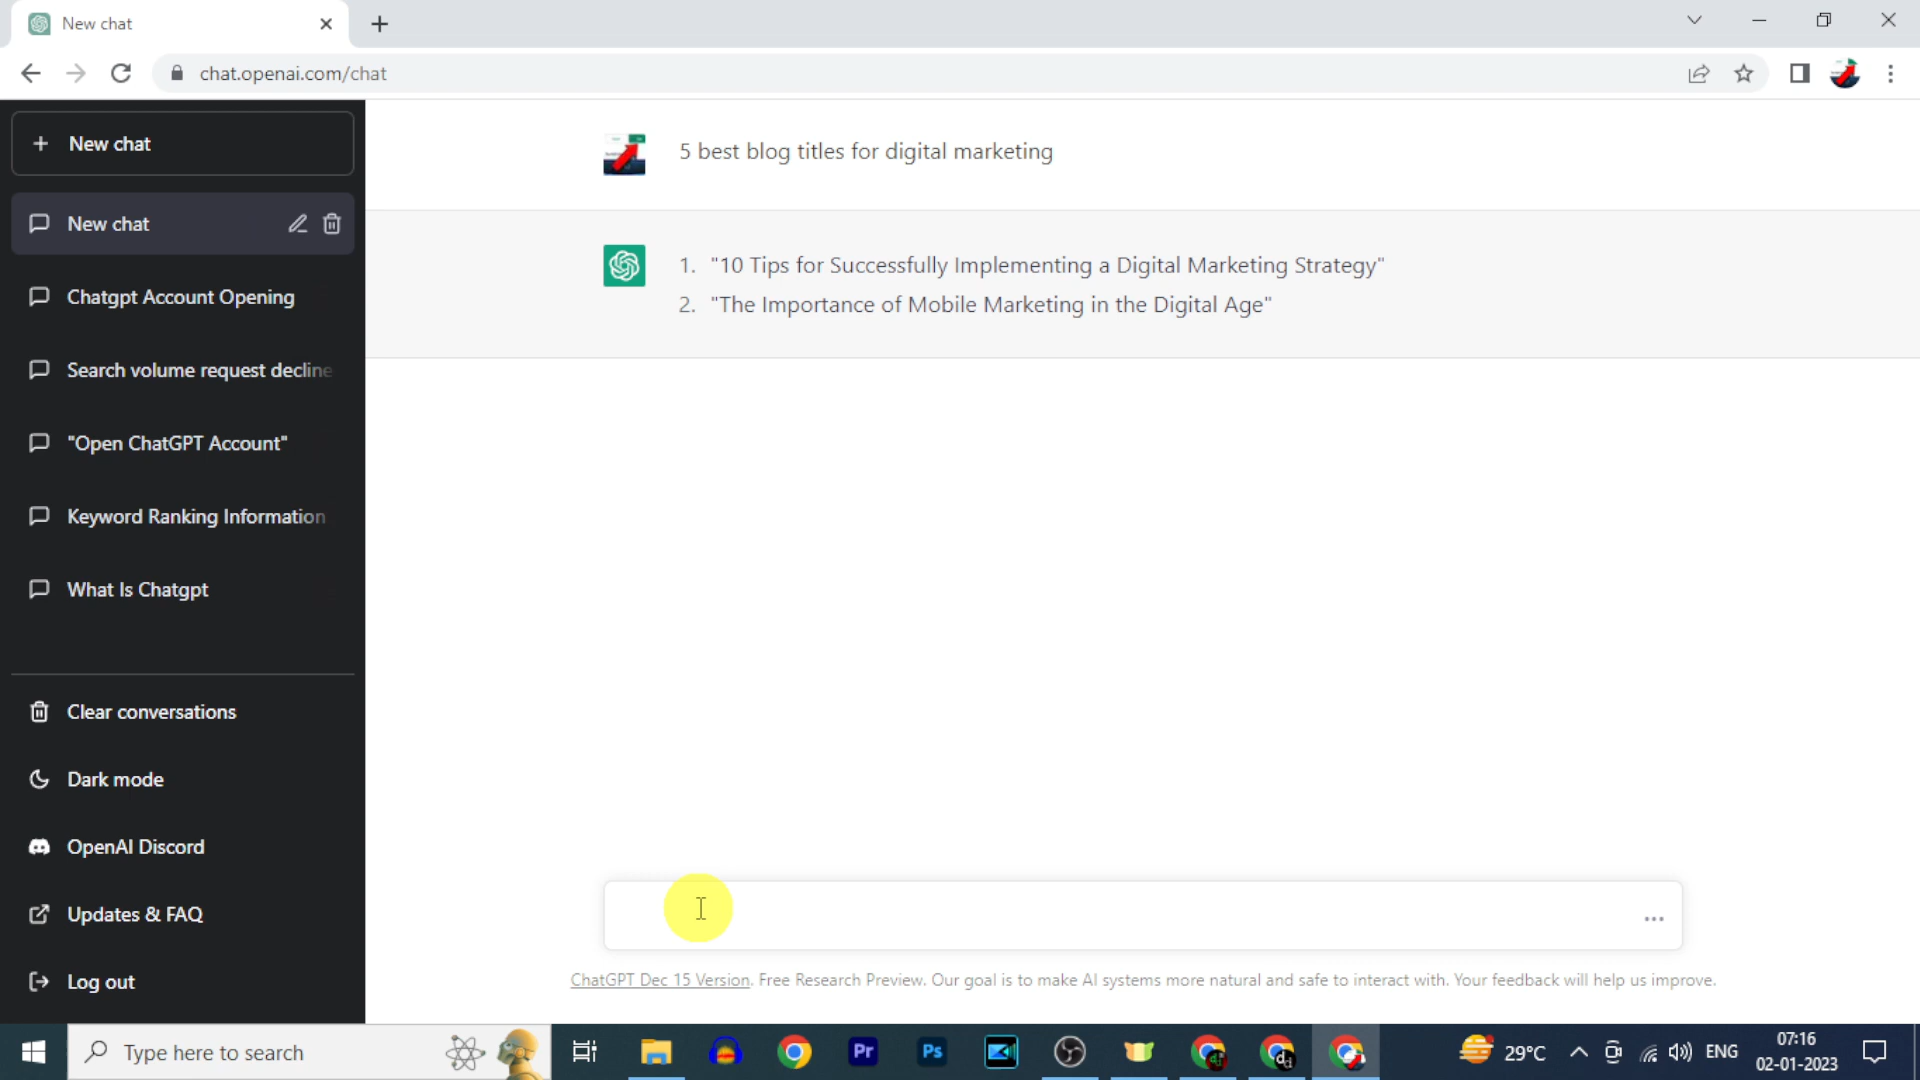 New chat
chat.openai.com/chat
New chat
New chat
Chatgpt Account Opening
Search volume request decline
"Open ChatGPT Account"
Keyword Ranking Information
What Is Chatgpt
Clear conversations
Dark mode
OpenAI Discord
Updates & FAQ
Log out
5 best blog titles for digital marketing
1. "10 Tips for Successfully Implementing a Digital Marketing Strategy"
2. "The Importance of Mobile Marketing in the Digital Age"
ChatGPT Dec 15 Version. Free Research Preview. Our goal is to make AI systems more natural and safe to interact with. Your feedback will help us improve.
Type here to search
Pr
Ps
29°C
ENG
07:16
02-01-2023